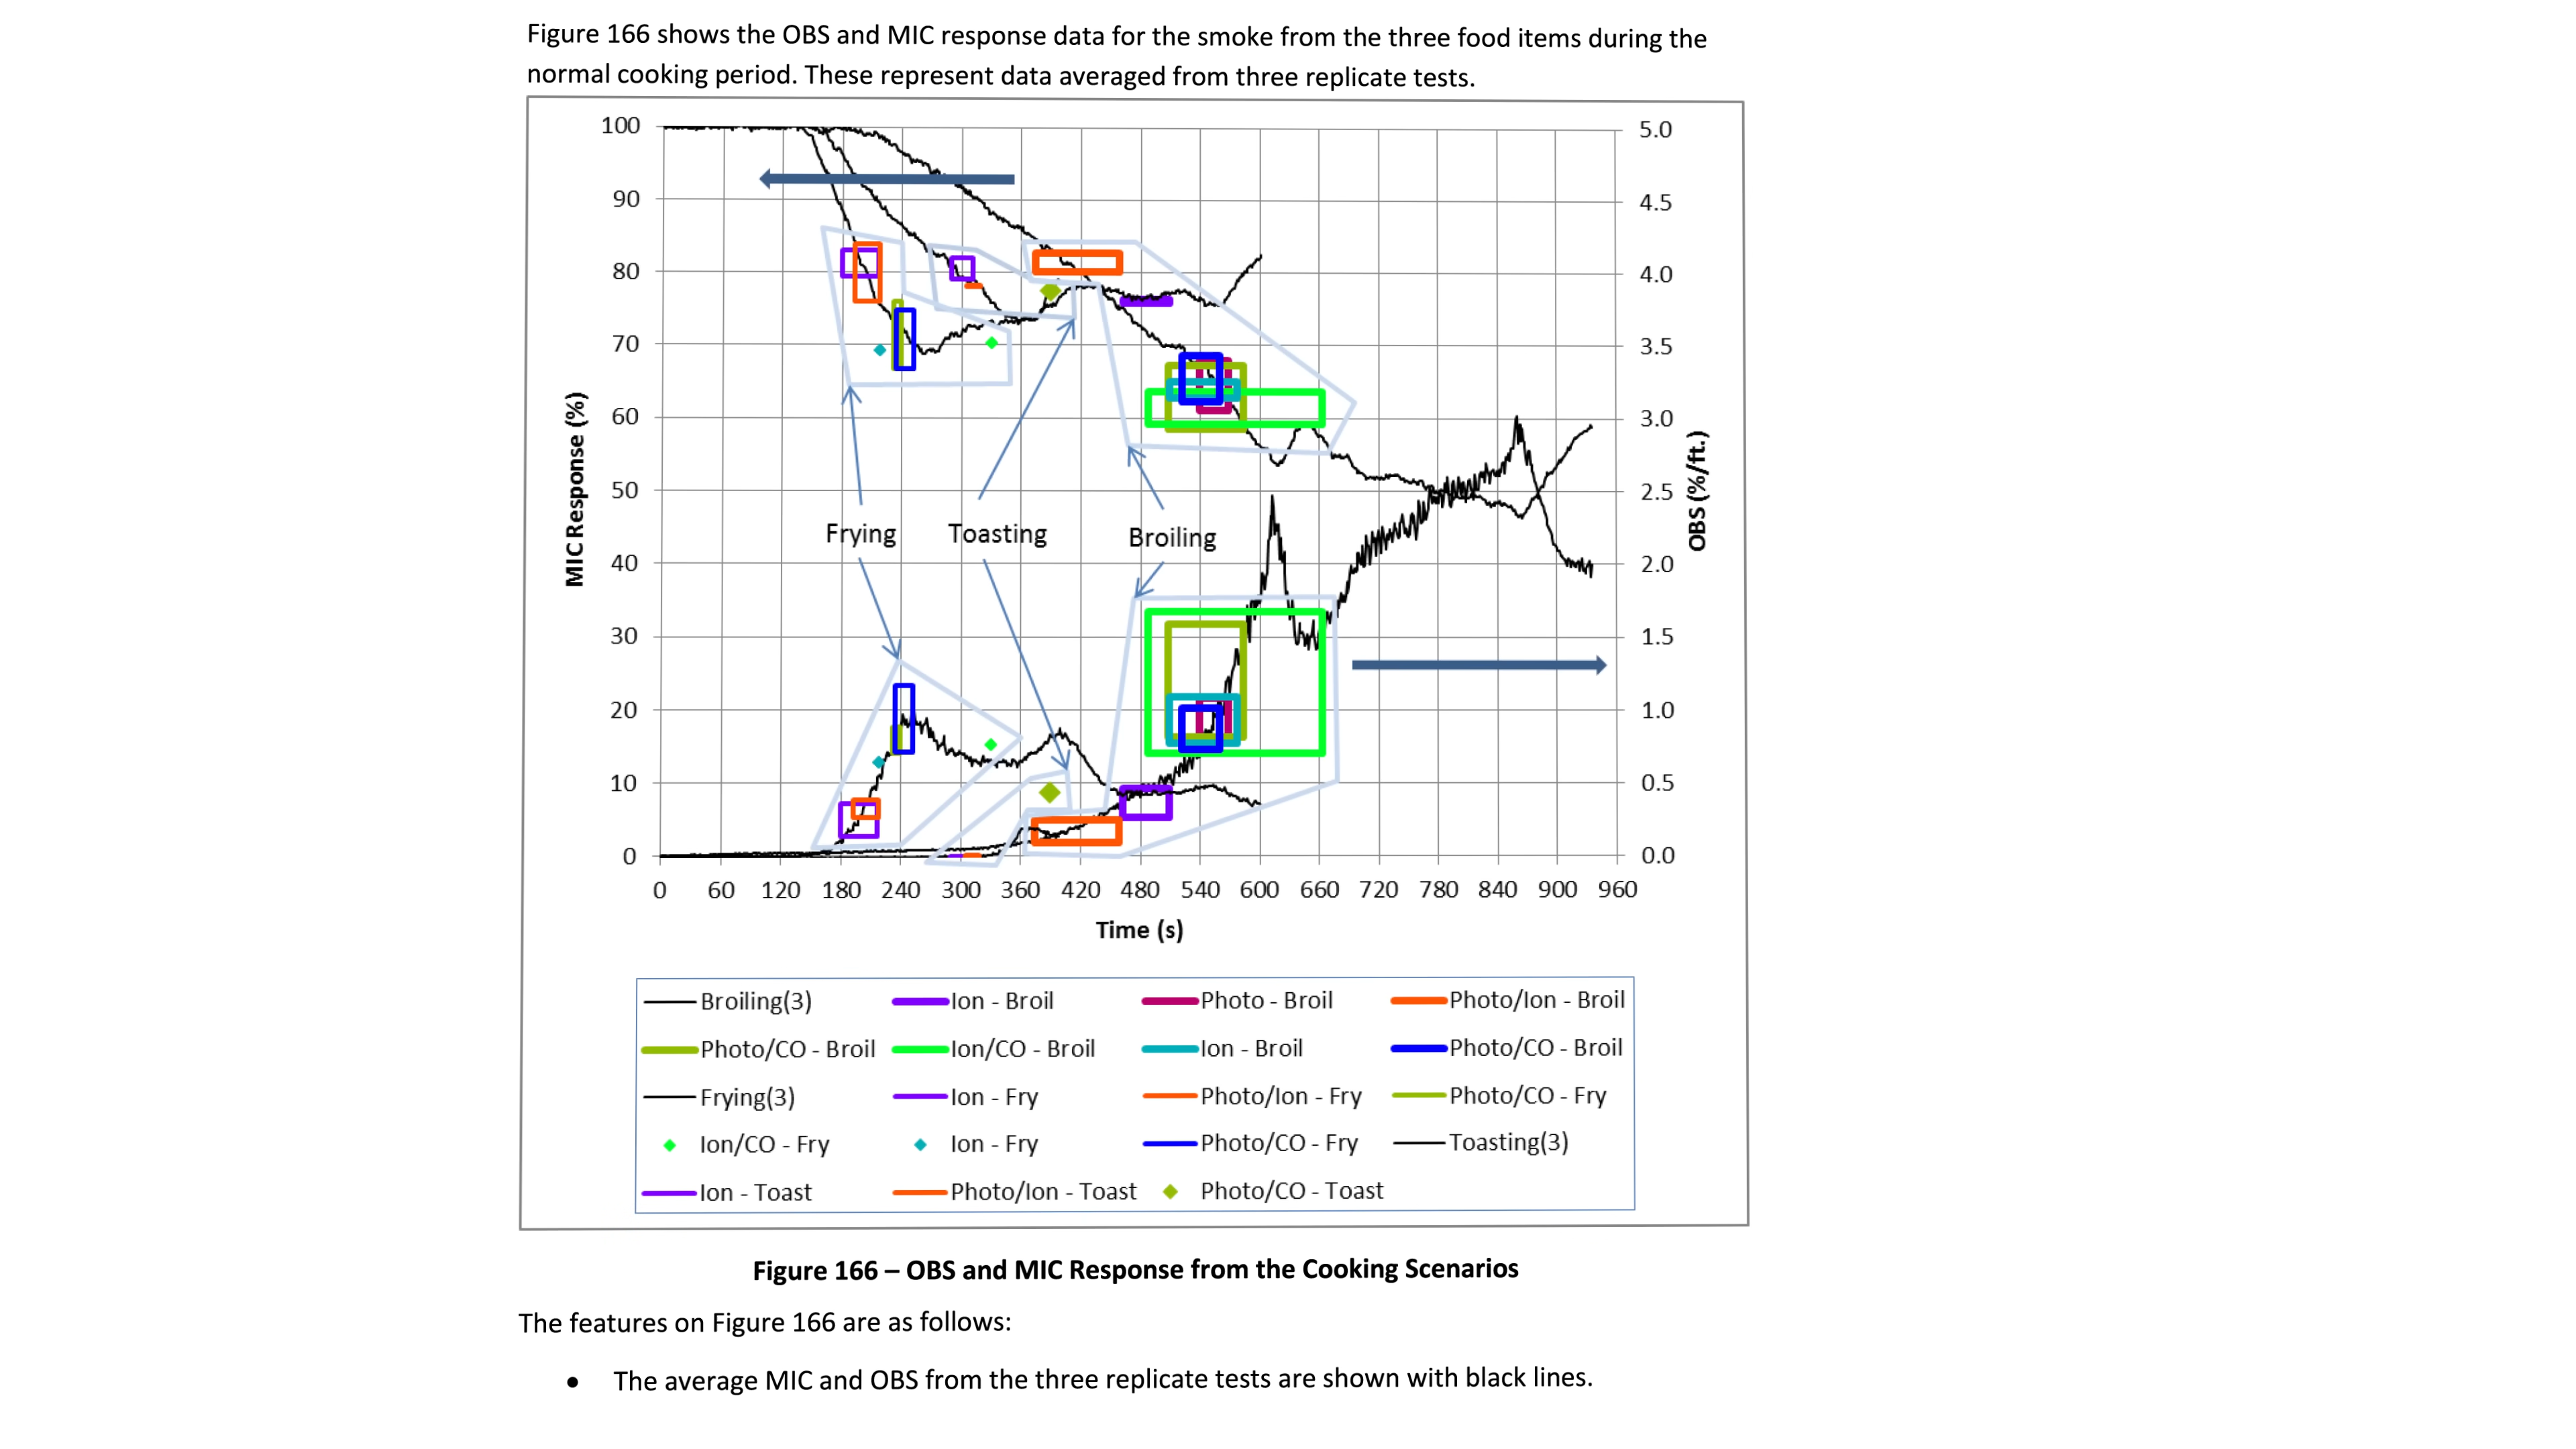 Figure 166 shows the OBS and MIC response data for the smoke from the three food items during the
normal cooking period. These represent data averaged from three replicate tests.
100
90
80
70
60
50
40
30
20
10
0
MIC Response (%)
5.0
4.5
4.0
3.5
3.0
2.5
2.0
1.5
1.0
0.5
0.0
OBS (%/ft.)
Frying Toasting Broiling
0 60 120 180 240 300 360 420 480 540 600 660 720 780 840 900 960
Time (s)
Broiling(3) Ion - Broil Photo - Broil Photo/Ion - Broil
Photo/CO - Broil Ion/CO - Broil Ion - Broil Photo/CO - Broil
Frying(3) Ion - Fry Photo/Ion - Fry Photo/CO - Fry
Ion/CO - Fry Ion - Fry Photo/CO - Fry Toasting(3)
Ion - Toast Photo/Ion - Toast Photo/CO - Toast
Figure 166 – OBS and MIC Response from the Cooking Scenarios
The features on Figure 166 are as follows:
• The average MIC and OBS from the three replicate tests are shown with black lines.